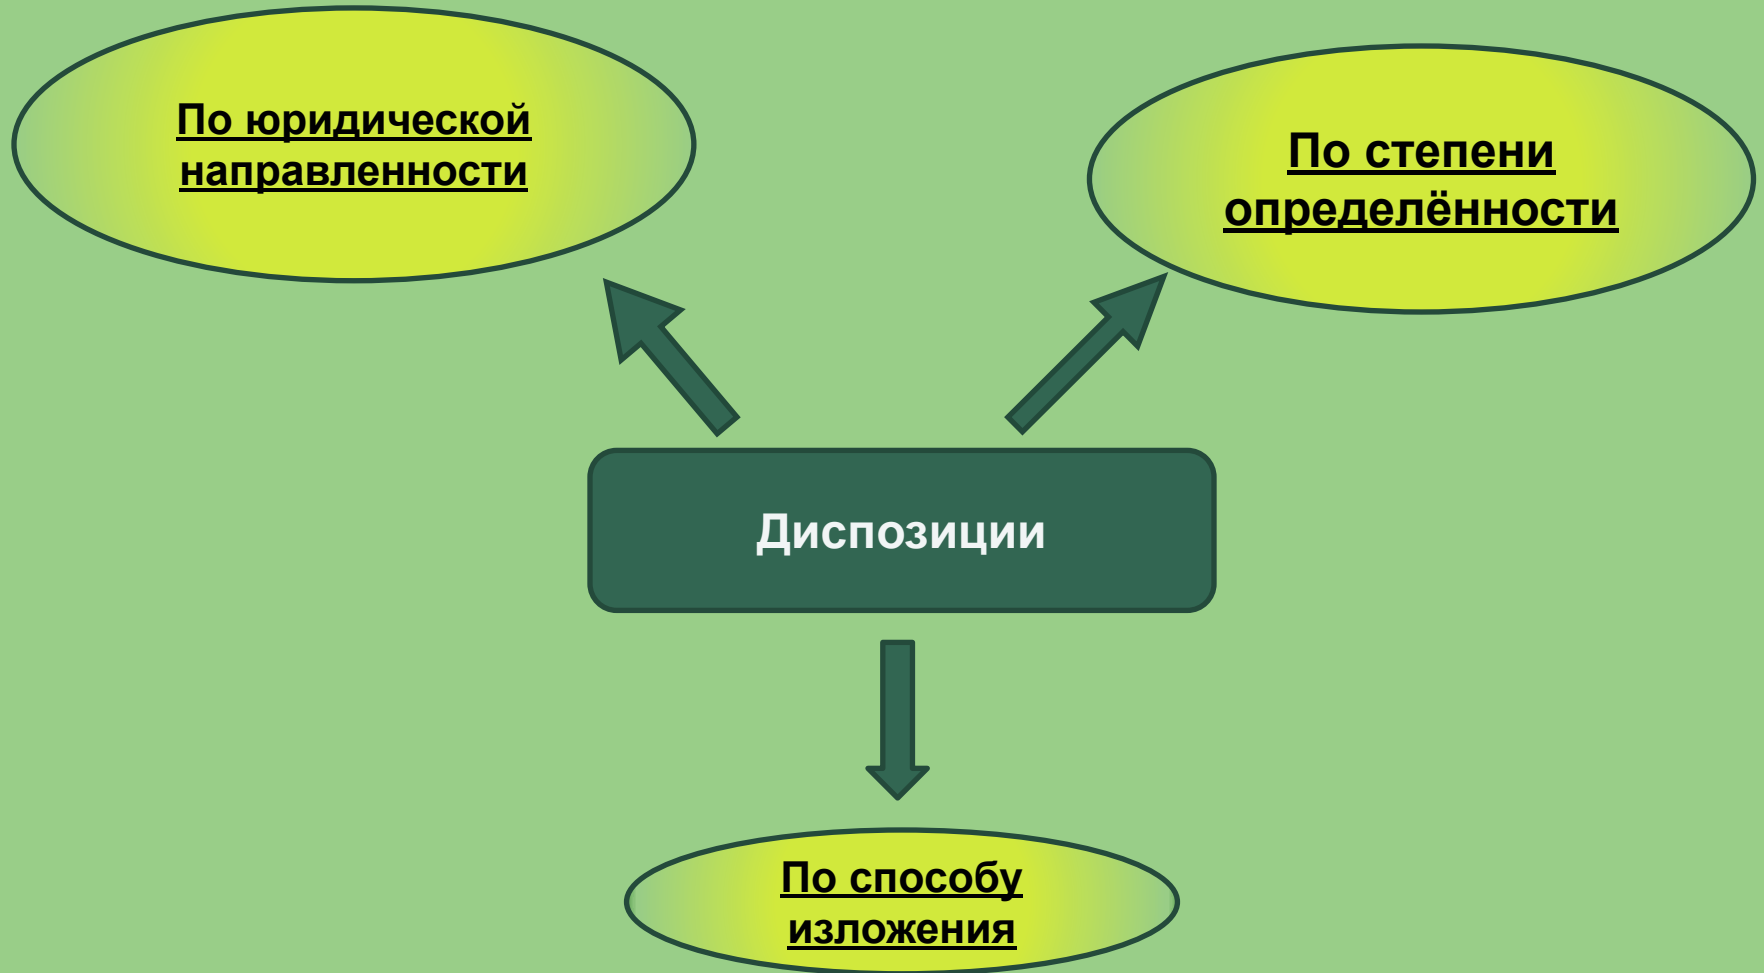 По юридической
направленности
По степени
определённости
Диспозиции
По способу
изложения